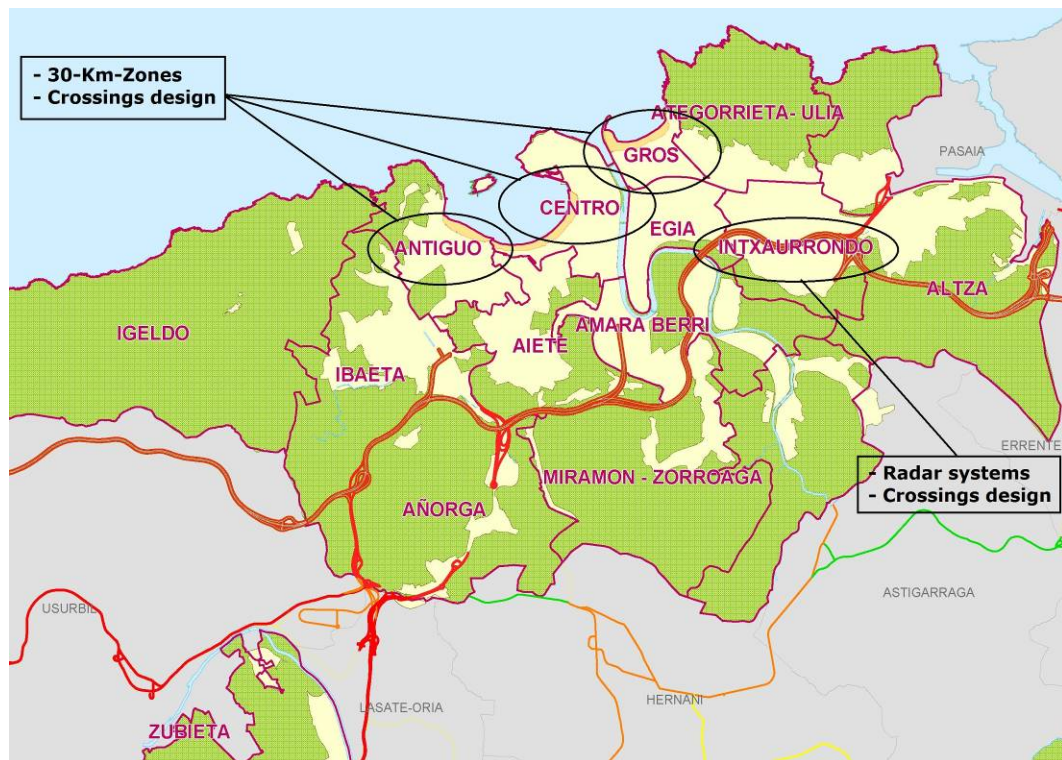 - 30-Km-Zones
- Crossings design
ATEGORRIETA- ULIA
PASAIA
GROS
CENTRO
EGIA
ANTIGUO
INTXAURRONDO
ALTZA
IGELDO
AMARA BERRI
AIETE
IBAETA
ERRENTE
- Radar systems
- Crossings design
MIRAMON - ZORROAGA
AÑORGA
ASTIGARRAGA
USURBIL
HERNANI
LASATE-ORIA
ZUBIETA